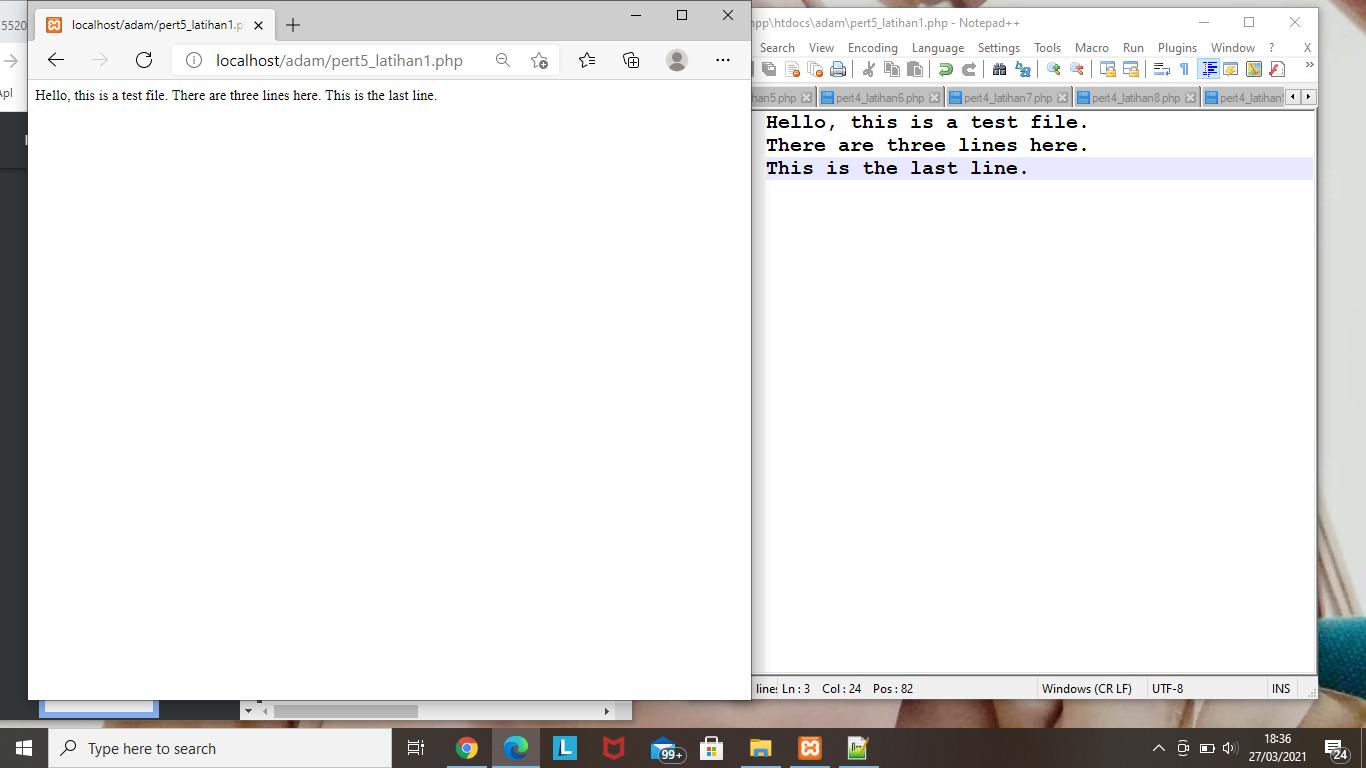 5520
Apl
localhost/adam/pert5_latihan1.p
localhost/adam/pert5_latihan1.php
Hello, this is a test file. There are three lines here. This is the last line.
npp\htdocs\adam\pert5_latihan1.php - Notepad++
Search View Encoding Language Settings Tools Macro Run Plugins Window ? X
han5.php pert4_latihan6.php pert4_latihan7.php pert4_latihan8.php pert4_latihan
Hello, this is a test file.
There are three lines here.
This is the last line.
lines Ln : 3 Col : 24 Pos : 82 Windows (CR LF) UTF-8 INS
Type here to search
99+
18:36
27/03/2021
24